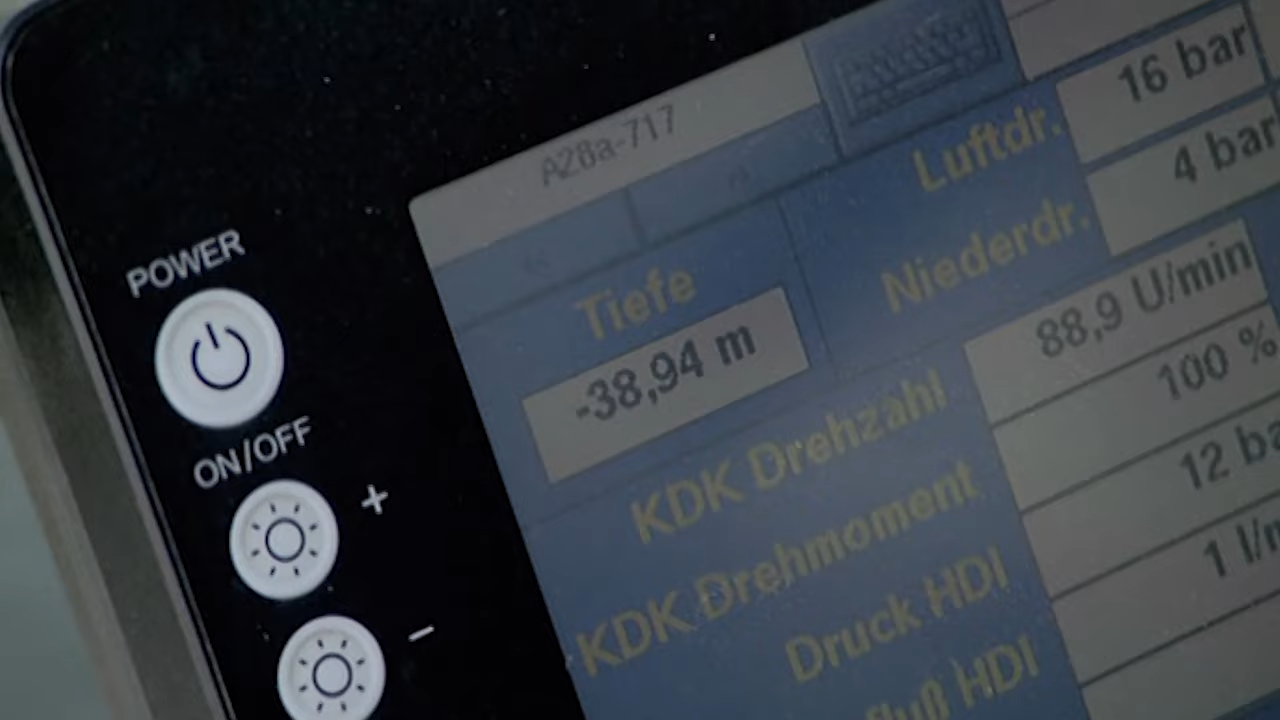 A28a-717
16 bar
Luftdr.
4 bar
Niederdr.
POWER
Tiefe
88,9 U/min
-38,94 m
KDK Drehzahl
100 %
ON/OFF
+
KDK Drehmoment
12 ba
Druck HDI
1 l/m
-
fluß HDI